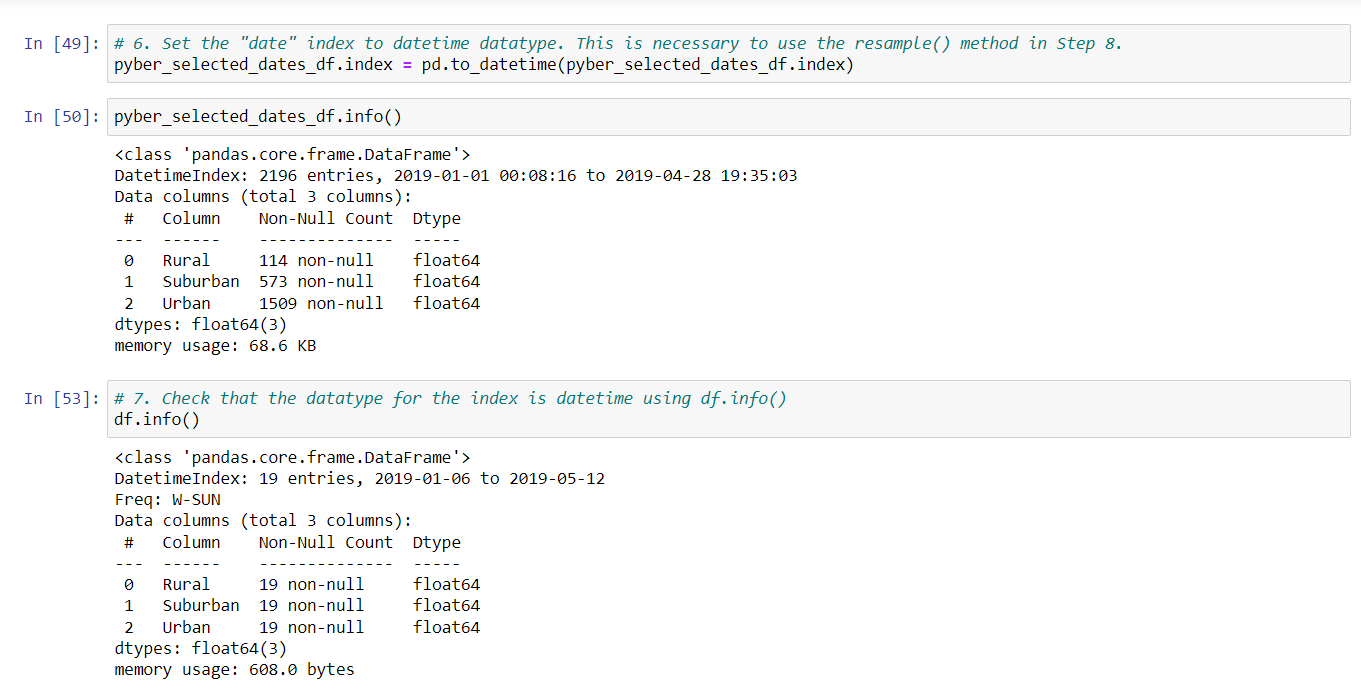 In [49]: # 6. Set the "date" index to datetime datatype. This is necessary to use the resample() method in Step 8.
pyber_selected_dates_df.index = pd.to_datetime(pyber_selected_dates_df.index)
In [50]: pyber_selected_dates_df.info()
<class 'pandas.core.frame.DataFrame'>
DatetimeIndex: 2196 entries, 2019-01-01 00:08:16 to 2019-04-28 19:35:03
Data columns (total 3 columns):
 #   Column    Non-Null Count  Dtype
---  ------    --------------  -----
 0   Rural     114 non-null    float64
 1   Suburban  573 non-null    float64
 2   Urban     1509 non-null   float64
dtypes: float64(3)
memory usage: 68.6 KB
In [53]: # 7. Check that the datatype for the index is datetime using df.info()
df.info()
<class 'pandas.core.frame.DataFrame'>
DatetimeIndex: 19 entries, 2019-01-06 to 2019-05-12
Freq: W-SUN
Data columns (total 3 columns):
 #   Column    Non-Null Count  Dtype
---  ------    --------------  -----
 0   Rural     19 non-null     float64
 1   Suburban  19 non-null     float64
 2   Urban     19 non-null     float64
dtypes: float64(3)
memory usage: 608.0 bytes